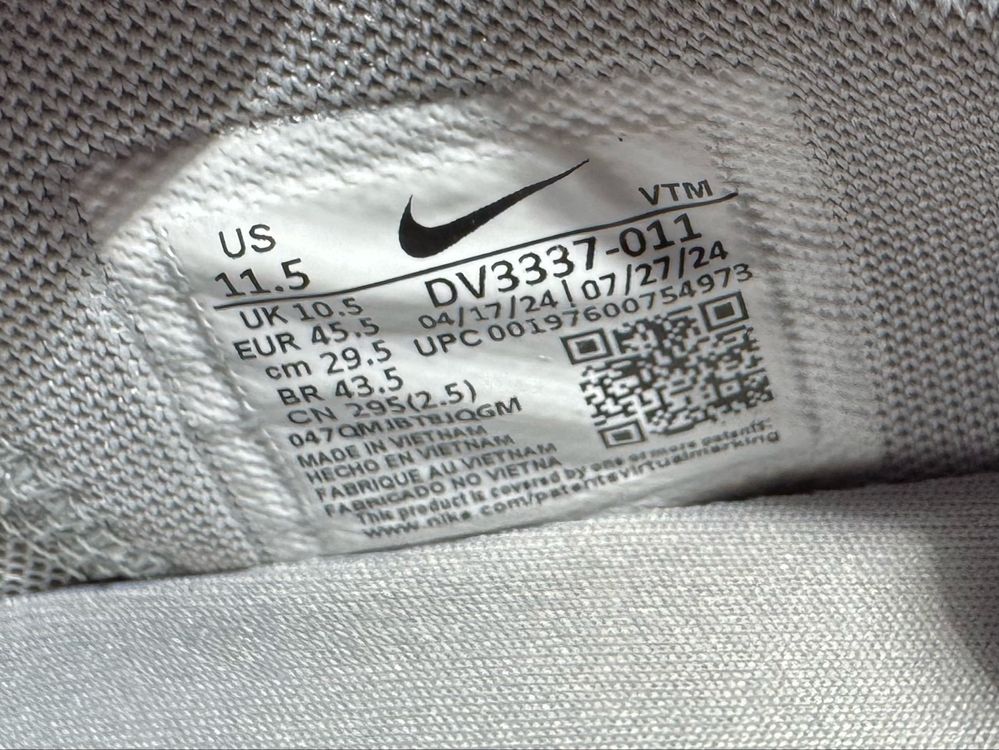 US
11.5
UK 10.5
EUR 45.5
cm 29.5
BR 43.5
CN 295(2.5)
VTM
DV3337-011
04/17/24 | 07/27/24
UPC 00197600754973
MADE IN VIETNAM
HECHO EN VIETNAM
FABRIQUE AU VIETNAM
FABRICADO NO VIETNA
This product is covered by one or more patents.
www.nike.com/patentsvirtualmarking